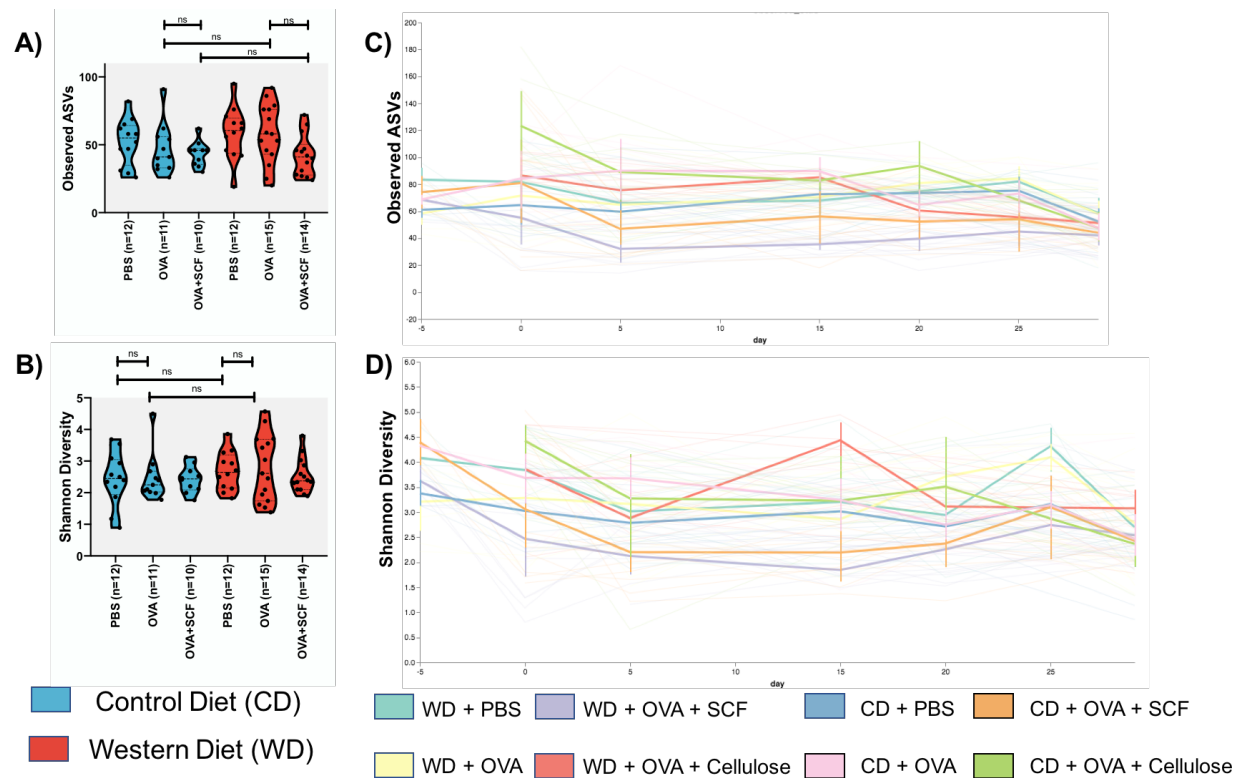 A)
ns
ns
ns
ns
Observed ASVs
100
50
0
PBS (n=12)
OVA (n=11)
OVA+SCF (n=10)
PBS (n=12)
OVA (n=15)
OVA+SCF (n=14)
C)
Observed ASVs
200
180
160
140
120
100
80
60
40
20
0
-20
-5
0
5
10
15
20
25
day
B)
ns
ns
ns
ns
Shannon Diversity
5
4
3
2
1
0
PBS (n=12)
OVA (n=11)
OVA+SCF (n=10)
PBS (n=12)
OVA (n=15)
OVA+SCF (n=14)
D)
Shannon Diversity
6.0
5.5
5.0
4.5
4.0
3.5
3.0
2.5
2.0
1.5
1.0
0.5
0.0
-5
0
5
10
15
20
25
day
Control Diet (CD)
Western Diet (WD)
WD + PBS
WD + OVA + SCF
CD + PBS
CD + OVA + SCF
WD + OVA
WD + OVA + Cellulose
CD + OVA
CD + OVA + Cellulose